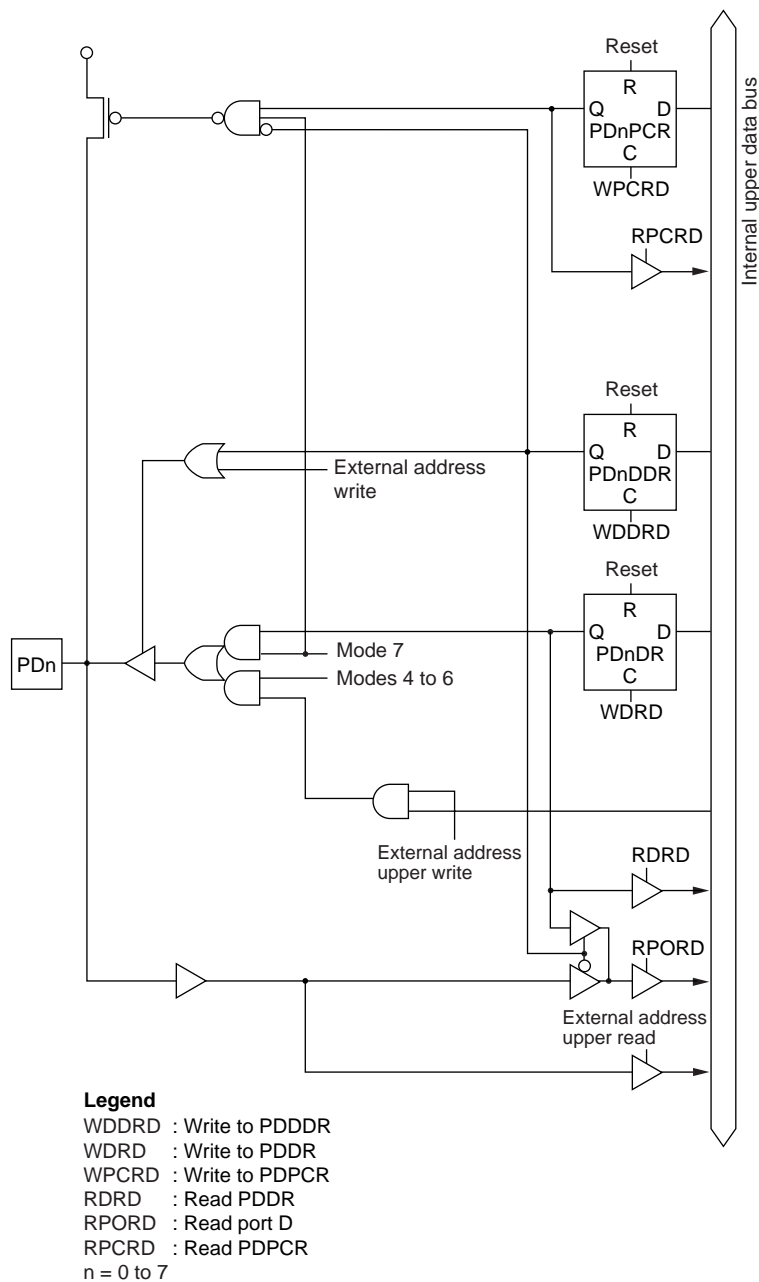 Reset
R
Q D
PDnPCR
C
WPCRD
RPCRD
Internal upper data bus
Reset
R
Q D
PDnDDR
C
WDDRD
External address
write
Reset
R
Q D
PDnDR
C
WDRD
PDn
Mode 7
Modes 4 to 6
External address
upper write
RDRD
RPORD
External address
upper read
Legend
WDDRD : Write to PDDDR
WDRD : Write to PDDR
WPCRD : Write to PDPCR
RDRD : Read PDDR
RPORD : Read port D
RPCRD : Read PDPCR
n = 0 to 7